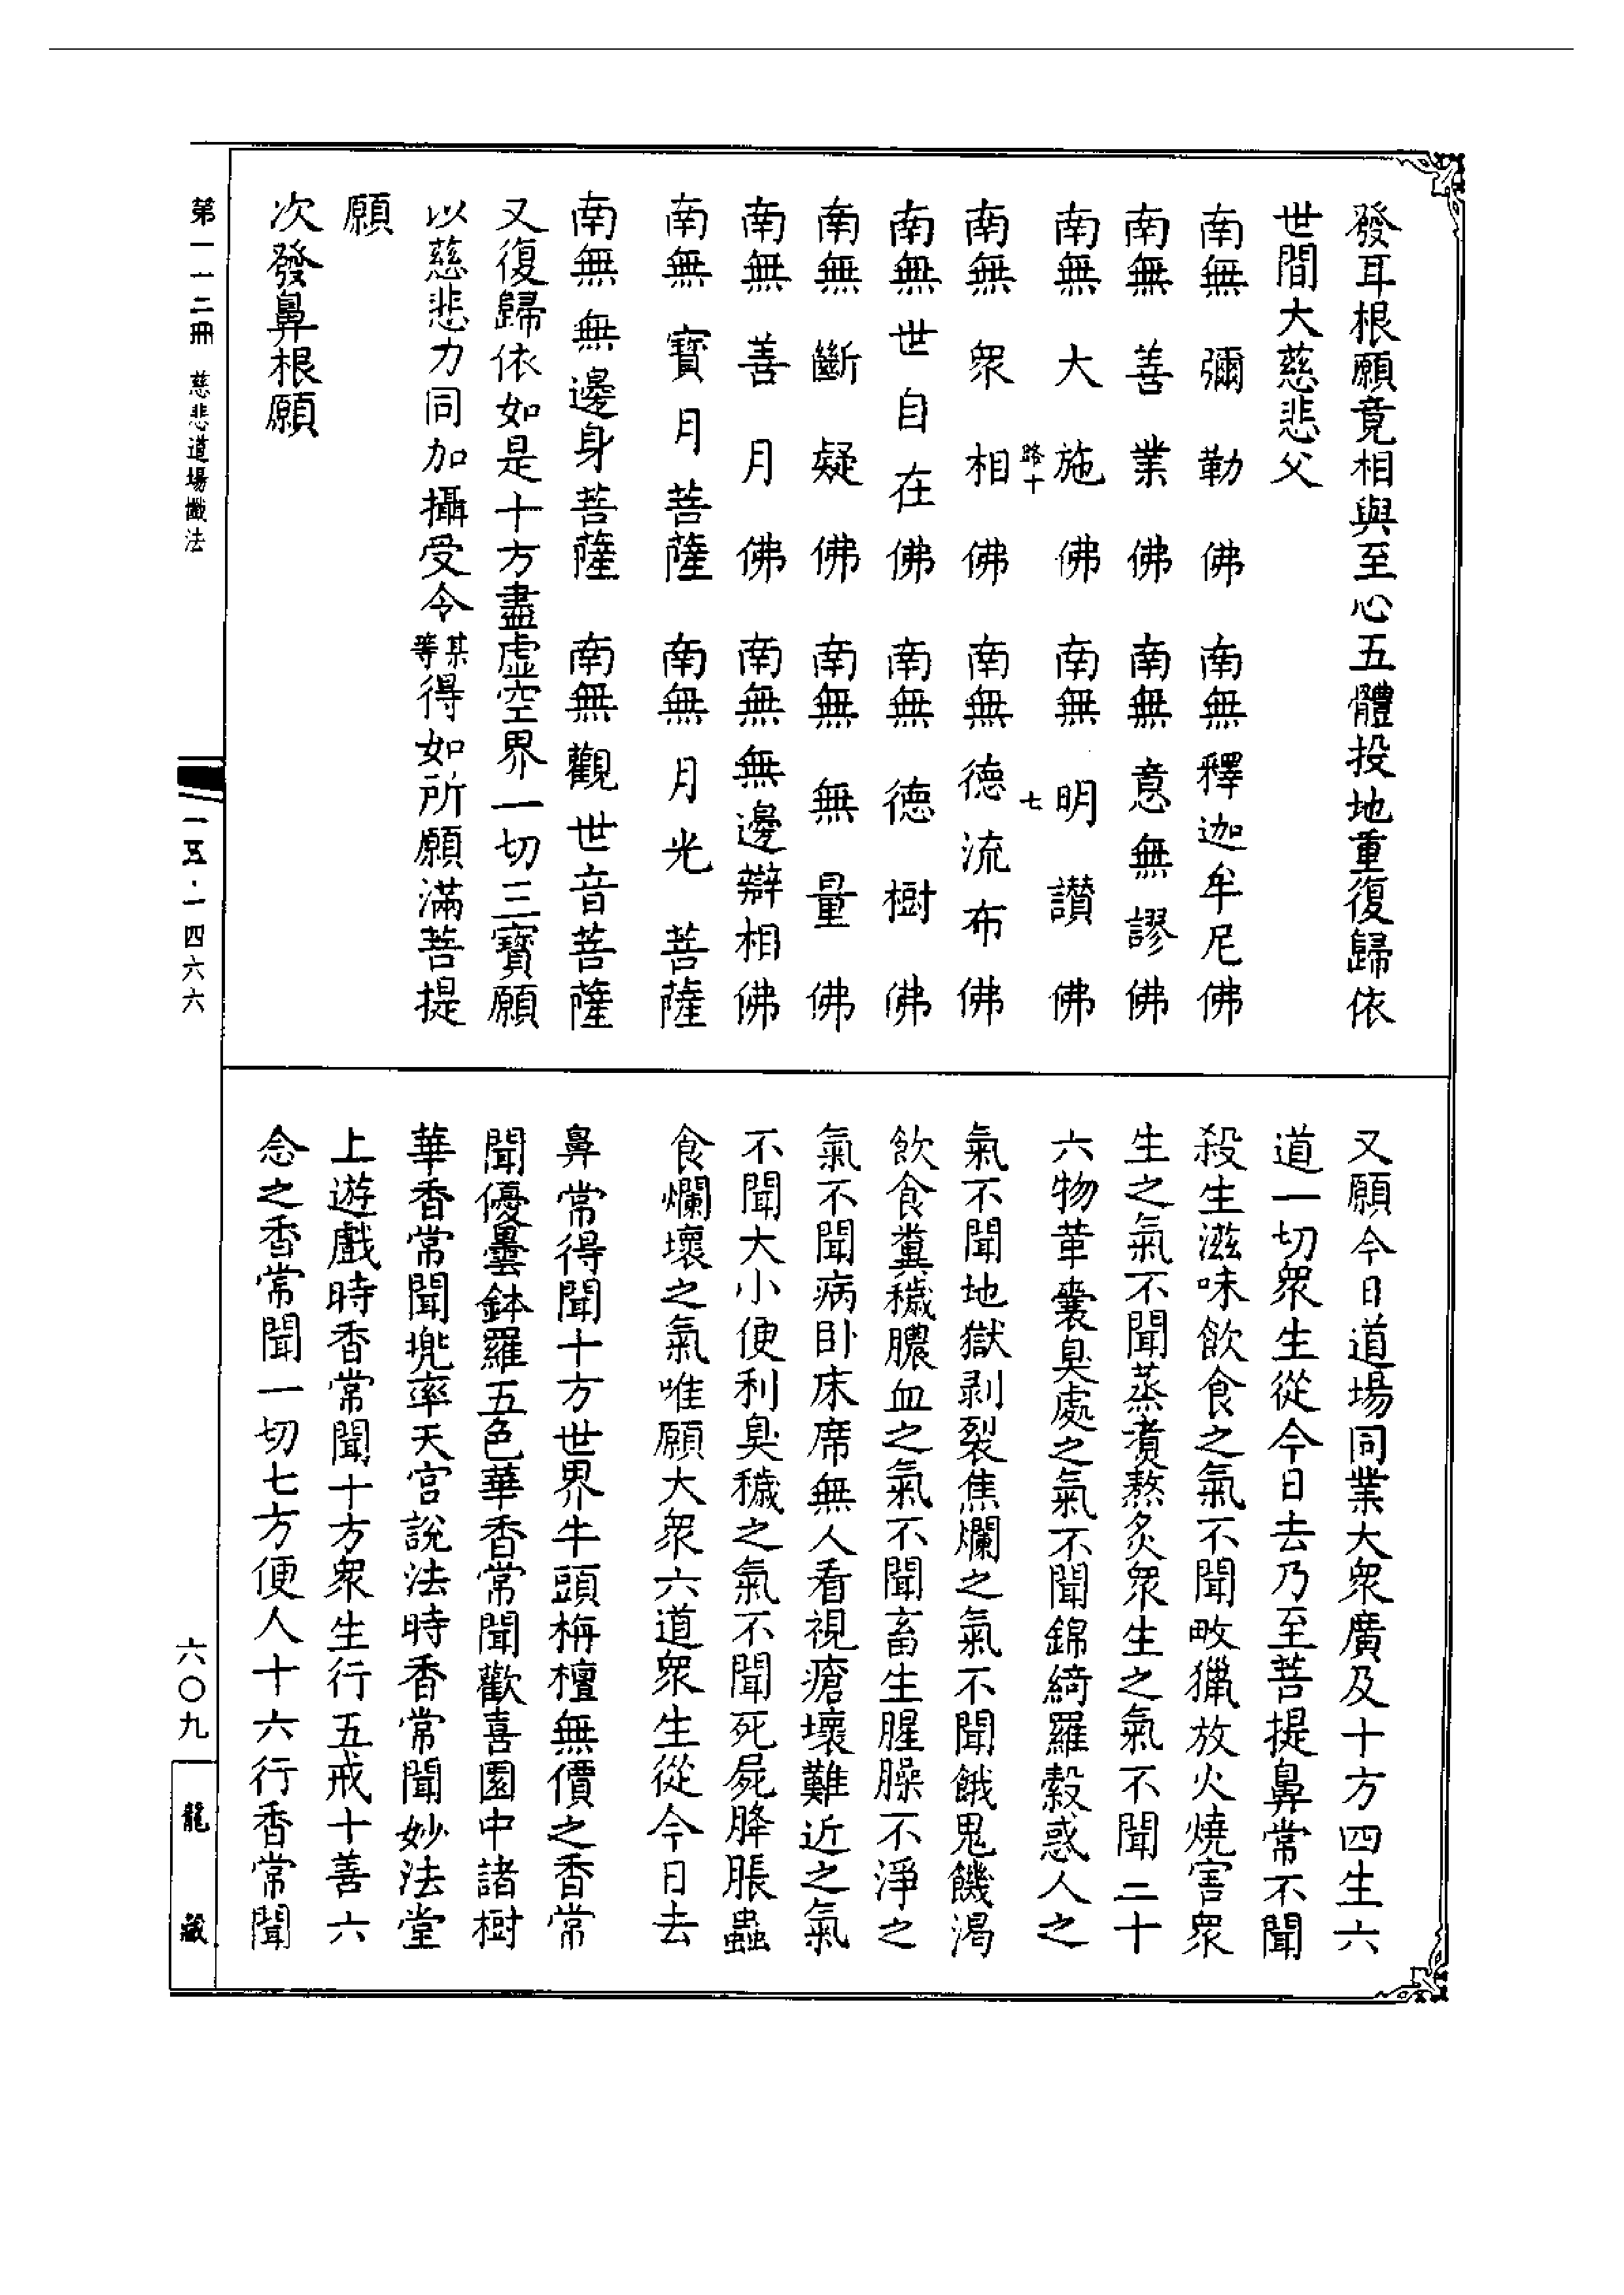 發耳根願竟相與至心五體投地重復歸依
世間大慈悲父
南無彌勒佛　南無釋迦牟尼佛
南無善業佛　南無意無謬佛
南無大施佛　南無明讚佛
路十　七
南無眾相佛　南無德流布佛
南無世自在佛　南無德樹佛
南無斷疑佛　南無無量佛
南無善月佛　南無無邊辯相佛
南無寶月菩薩　南無月光菩薩
南無無邊身菩薩　南無觀世音菩薩
又復歸依如是十方盡虛空界一切三寶願
以慈悲力同加攝受令某等得如所願滿菩提
願
次發鼻根願
又願今日道場同業大眾廣及十方四生六
道一切眾生從今日去乃至菩提鼻常不聞
殺生滋味飲食之氣不聞畋獵放火燒害眾
生之氣不聞蒸煑熬炙眾生之氣不聞二十
六物革囊臭處之氣不聞錦綺羅縠惑人之
氣不聞地獄剥裂焦爛之氣不聞餓鬼饑渴
飲食糞穢膿血之氣不聞畜生腥臊不淨之
氣不聞病卧床席無人看視瘡壞難近之氣
不聞大小便利臭穢之氣不聞死屍膖脹蟲
食爛壞之氣唯願大眾六道眾生從今日去
鼻常得聞十方世界牛頭栴檀無價之香常
聞優曇鉢羅五色華香常聞歡喜園中諸樹
華香常聞兜率天宮說法時香常聞妙法堂
上遊戲時香常聞十方眾生行五戒十善六
念之香常聞一切七方便人十六行香常聞
第一一二冊　慈悲道場懺法
一五·一四六六
六〇九
龍藏